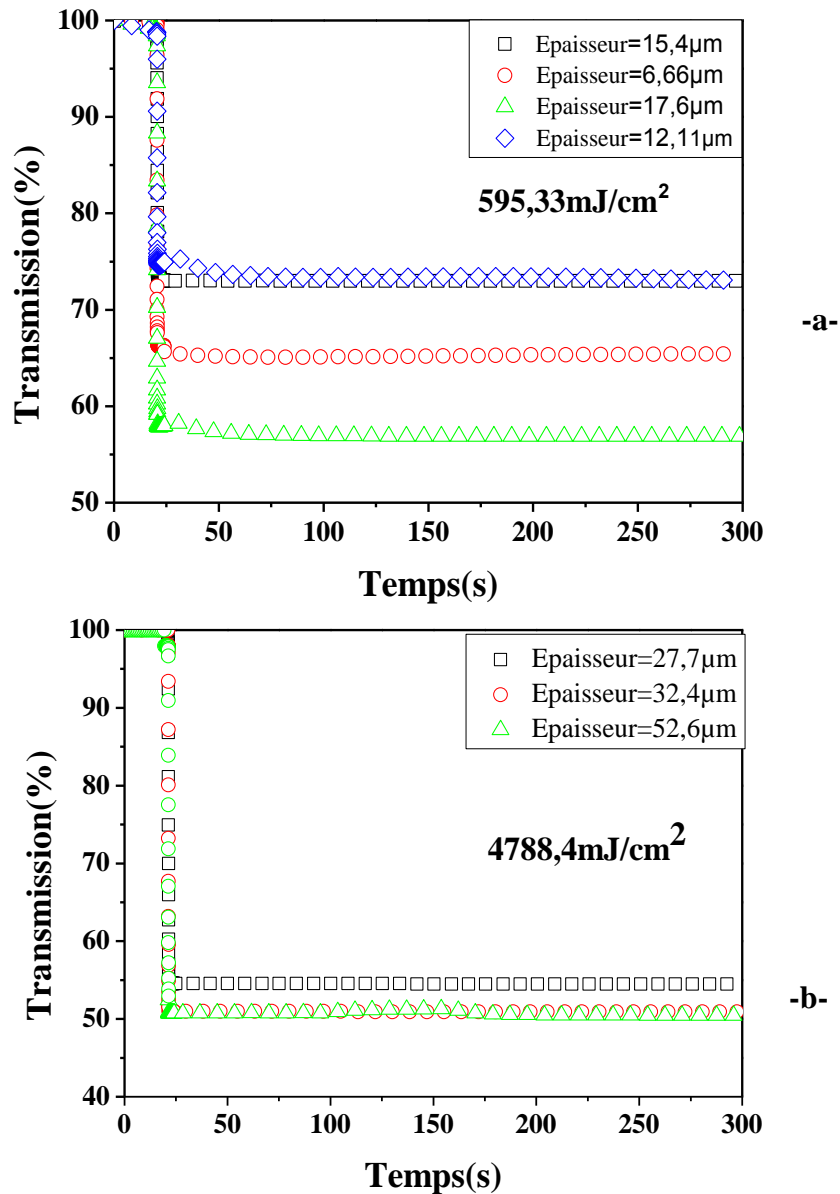 100
90
80
70
60
50
Transmission(%)
Epaisseur=15,4µm
Epaisseur=6,66µm
Epaisseur=17,6µm
Epaisseur=12,11µm
595,33mJ/cm²
-a-
0 50 100 150 200 250 300
Temps(s)
100
90
80
70
60
50
40
Transmission(%)
Epaisseur=27,7µm
Epaisseur=32,4µm
Epaisseur=52,6µm
4788,4mJ/cm²
-b-
0 50 100 150 200 250 300
Temps(s)